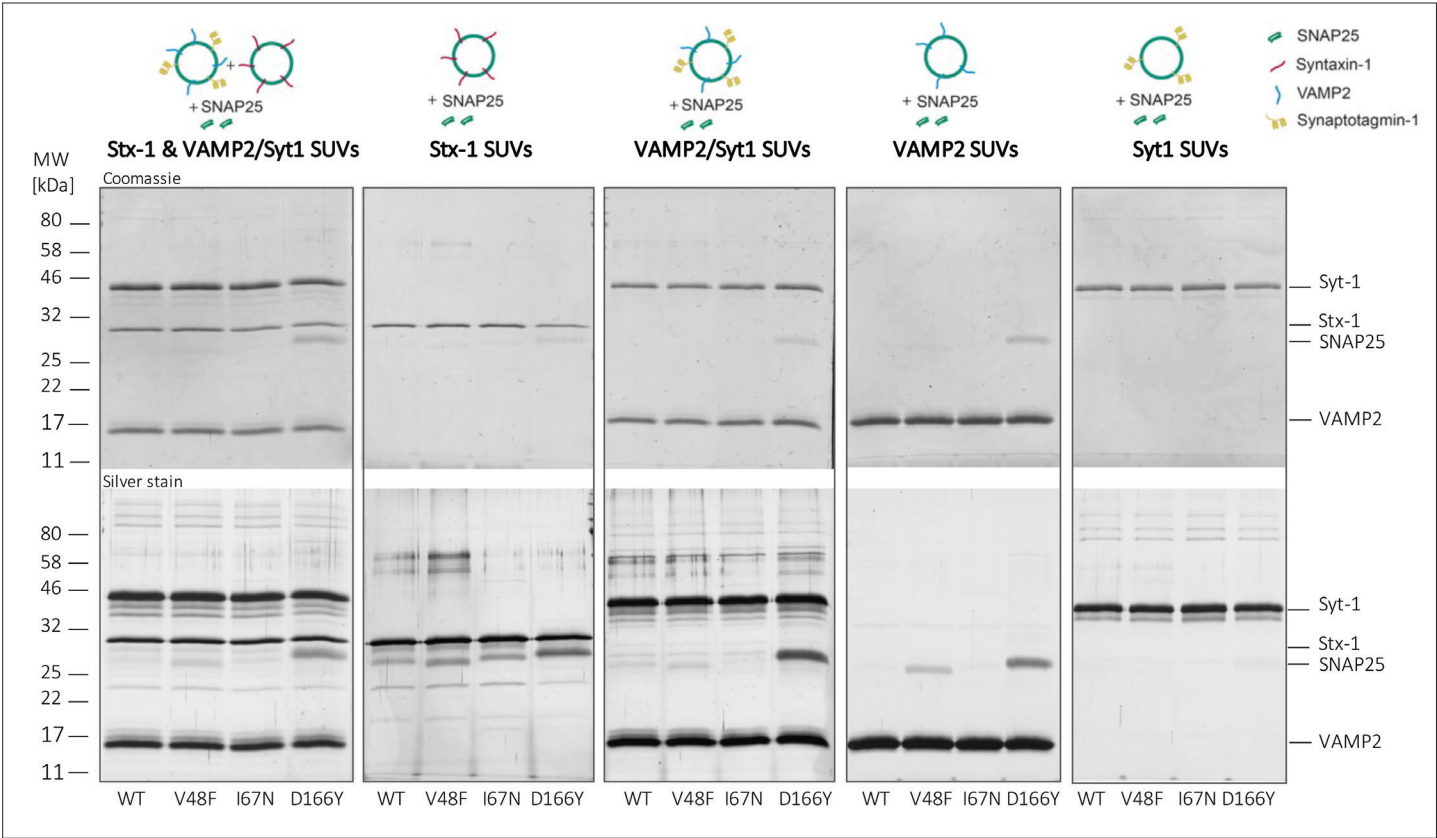 SNAP25
Syntaxin-1
VAMP2
Synaptotagmin-1
+
+ SNAP25
+ SNAP25
+ SNAP25
+ SNAP25
+ SNAP25
Stx-1 & VAMP2/Syt1 SUVs
Stx-1 SUVs
VAMP2/Syt1 SUVs
VAMP2 SUVs
Syt1 SUVs
MW
[kDa]
Coomassie
80
58
46
32
25
22
17
11
Syt-1
Stx-1
SNAP25
VAMP2
Silver stain
80
58
46
32
25
22
17
11
Syt-1
Stx-1
SNAP25
VAMP2
WT V48F I67N D166Y
WT V48F I67N D166Y
WT V48F I67N D166Y
WT V48F I67N D166Y
WT V48F I67N D166Y